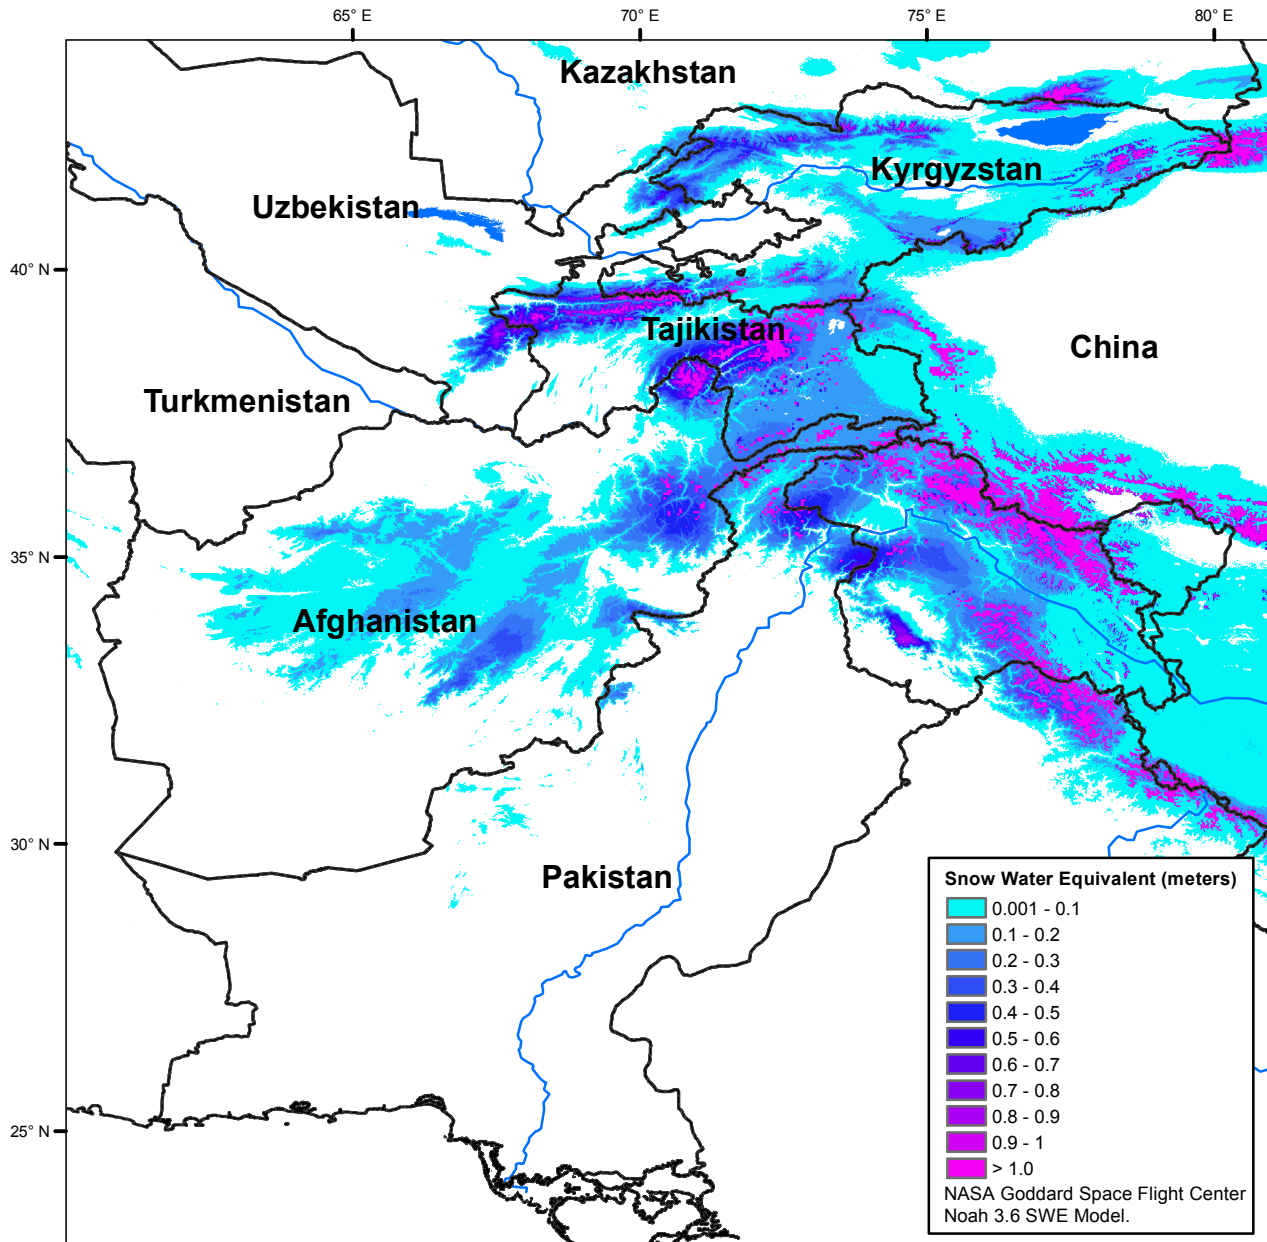 65° E
70° E
75° E
80° E
Kazakhstan
Kyrgyzstan
Uzbekistan
40° N
Tajikistan
China
Turkmenistan
35° N
Afghanistan
30° N
Pakistan
25° N
Snow Water Equivalent (meters)
0.001 - 0.1
0.1 - 0.2
0.2 - 0.3
0.3 - 0.4
0.4 - 0.5
0.5 - 0.6
0.6 - 0.7
0.7 - 0.8
0.8 - 0.9
0.9 - 1
> 1.0
NASA Goddard Space Flight Center
Noah 3.6 SWE Model.